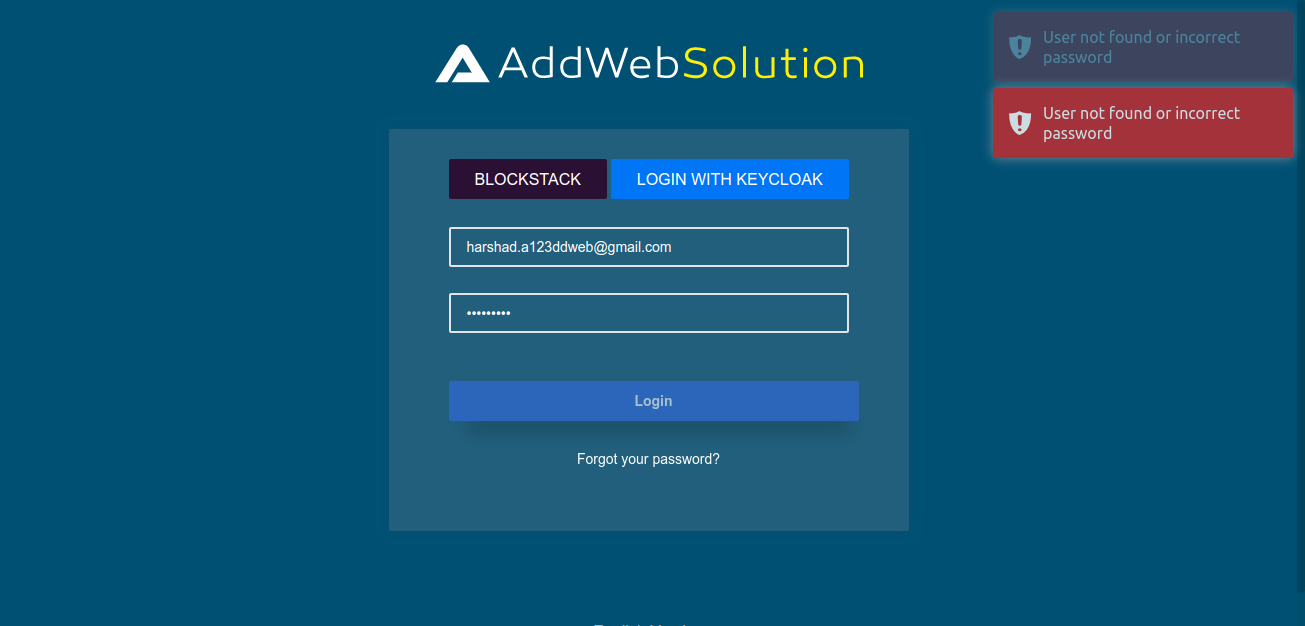 AddWebSolution
User not found or incorrect
password
User not found or incorrect
password
BLOCKSTACK
LOGIN WITH KEYCLOAK
harshad.a123ddweb@gmail.com
•••••••••
Login
Forgot your password?